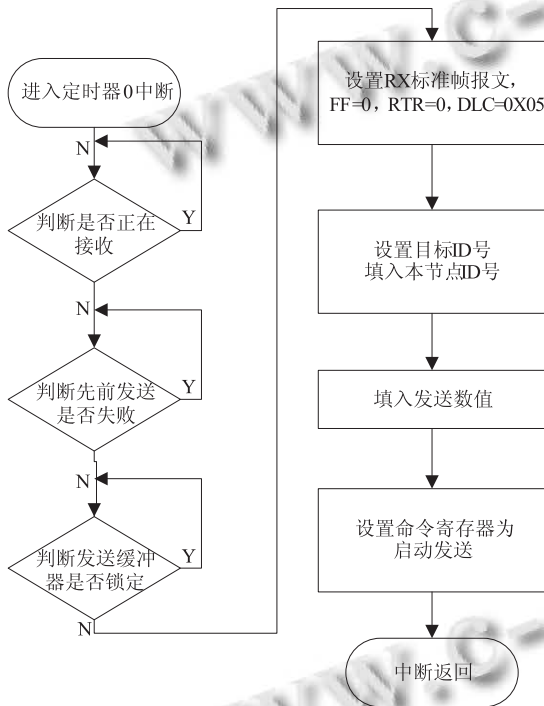 进入定时器0中断
N
判断是否正在
接收
Y
N
判断先前发送
是否失败
Y
N
判断发送缓冲
器是否锁定
Y
N
设置RX标准帧报文,
FF=0, RTR=0, DLC=0X05
设置目标ID号
填入本节点ID号
填入发送数值
设置命令寄存器为
启动发送
中断返回
www.c-
www.c-